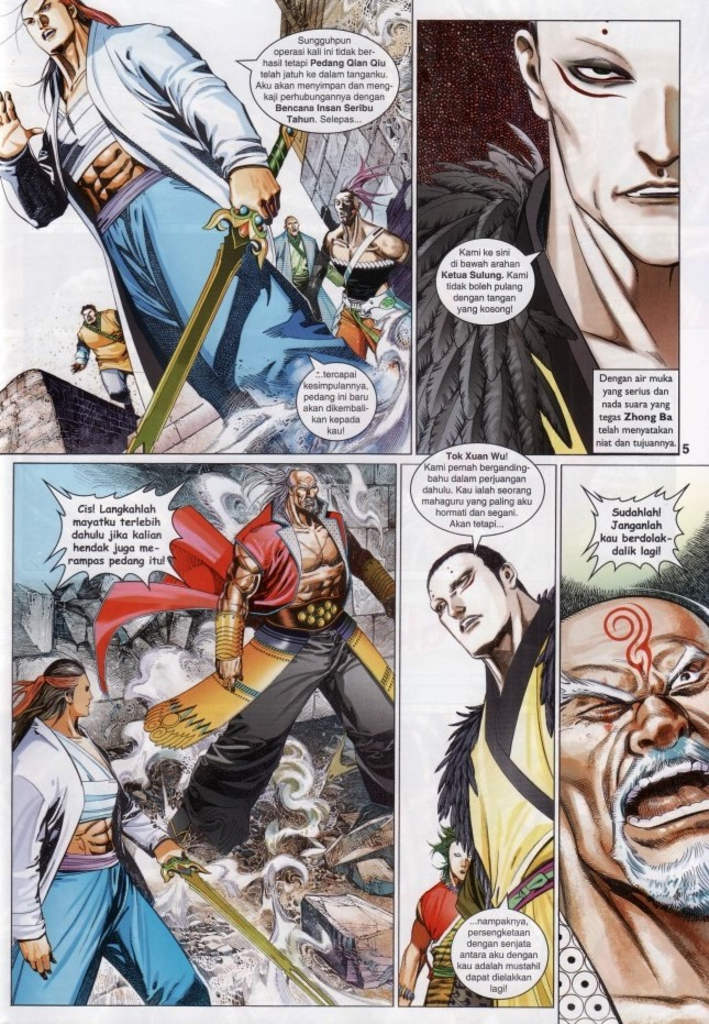 Sungguhpun
operasi kali ini tidak ber-
hasil tetapi Pedang Qian Qiu
telah jatuh ke dalam tanganku.
Aku akan menyimpan dan meng-
kaji perhubungannya dengan
Bencana Insan Seribu
Tahun. Selepas...
...tercapai
kesimpulannya,
pedang ini baru
akan dikembali-
kan kepada
kau!
Kami ke sini
di bawah arahan
Ketua Sulung. Kami
tidak boleh pulang
dengan tangan
yang kosong!
Dengan air muka
yang serius dan
nada suara yang
tegas Zhong Ba
telah menyatakan
niat dan tujuannya.
5
Cis! Langkahlah
mayatku terlebih
dahulu jika kalian
hendak juga me-
rampas pedang itu!
Tok Xuan Wu!
Kami pernah berganding-
bahu dalam perjuangan
dahulu. Kau ialah seorang
mahaguru yang paling aku
hormati dan segani.
Akan tetapi...
...nampaknya,
persengketaan
dengan senjata
antara aku dengan
kau adalah mustahil
dapat dielakkan
lagi!
Sudahlah!
Janganlah
kau berdolak-
dalik lagi!